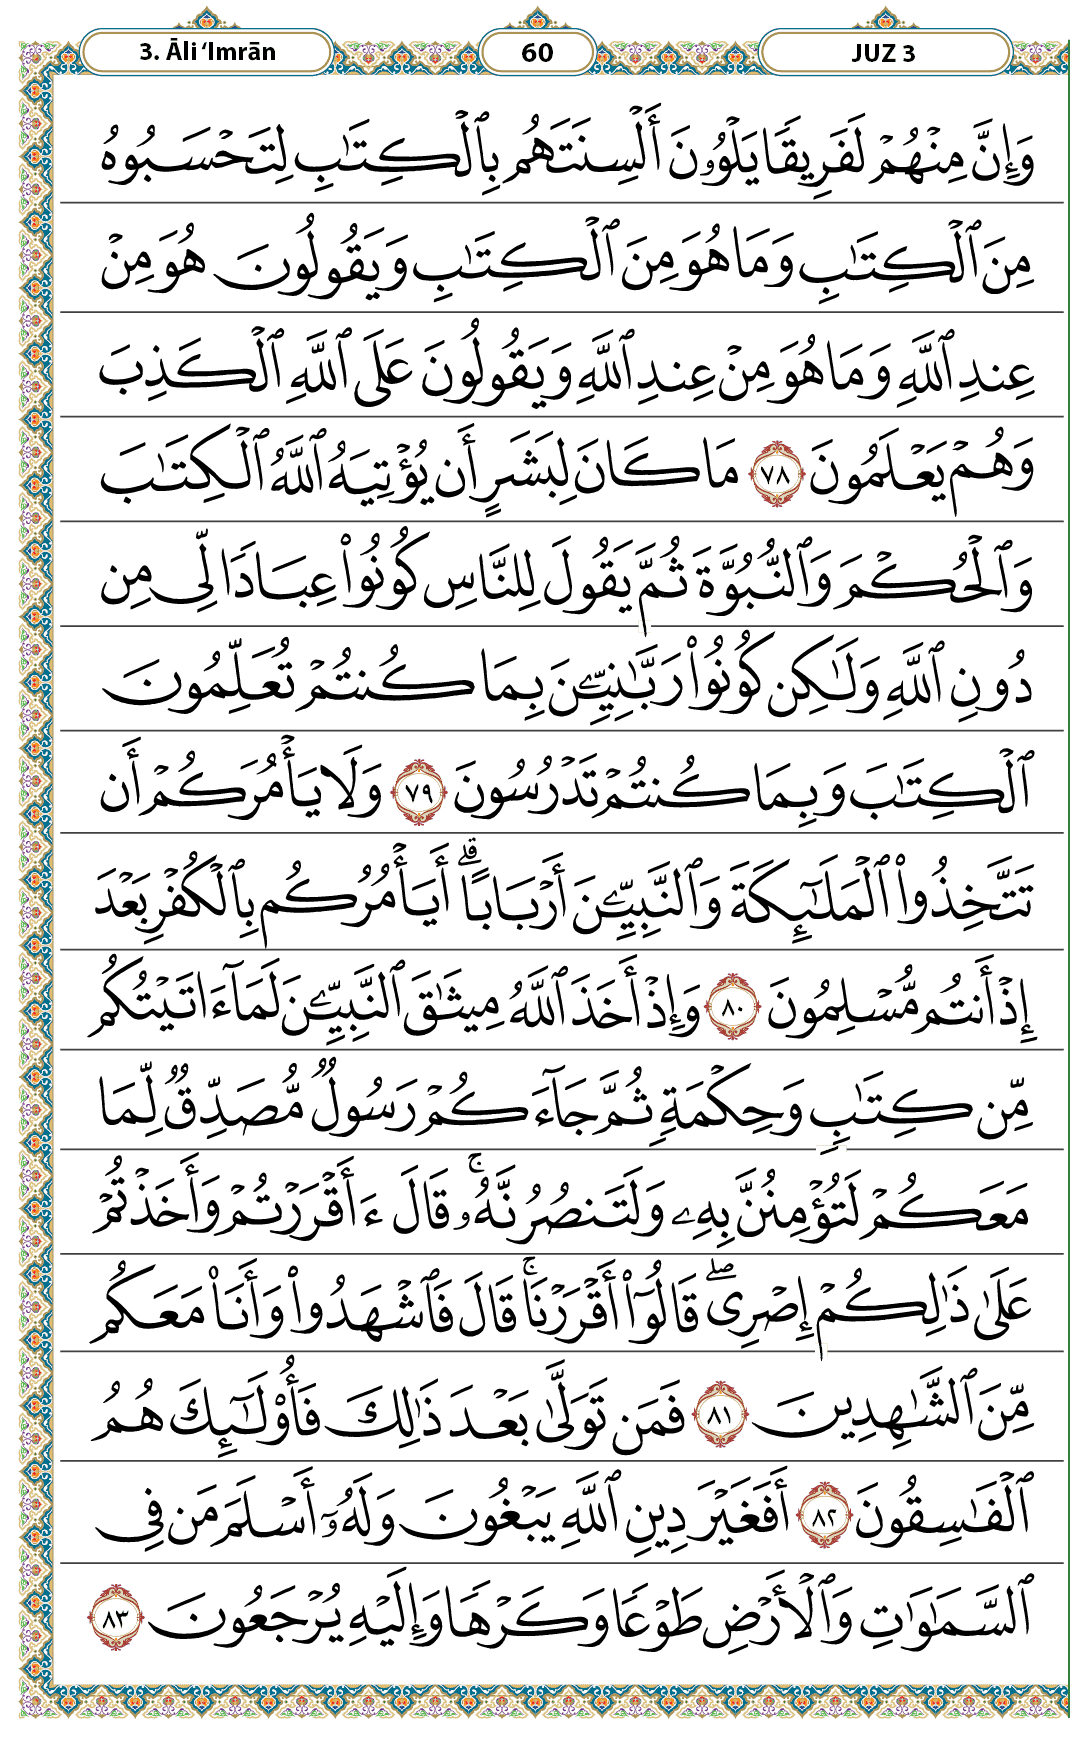 3. Āli ‘Imrān
60
JUZ 3
وَإِنَّ مِنْهُمْ لَفَرِيقًا يَلْوُۥنَ أَلْسِنَتَهُم بِٱلْكِتَٰبِ لِتَحْسَبُوهُ
مِنَ ٱلْكِتَٰبِ وَمَا هُوَ مِنَ ٱلْكِتَٰبِ وَيَقُولُونَ هُوَ مِنْ
عِندِ ٱللَّهِ وَمَا هُوَ مِنْ عِندِ ٱللَّهِ وَيَقُولُونَ عَلَى ٱللَّهِ ٱلْكَذِبَ
وَهُمْ يَعْلَمُونَ ٧٨ مَا كَانَ لِبَشَرٍ أَن يُؤْتِيَهُ ٱللَّهُ ٱلْكِتَٰبَ
وَٱلْحُكْمَ وَٱلنُّبُوَّةَ ثُمَّ يَقُولَ لِلنَّاسِ كُونُوا۟ عِبَادًا لِّى مِن
دُونِ ٱللَّهِ وَلَٰكِن كُونُوا۟ رَبَّٰنِيِّۦنَ بِمَا كُنتُمْ تُعَلِّمُونَ
ٱلْكِتَٰبَ وَبِمَا كُنتُمْ تَدْرُسُونَ ٧٩ وَلَا يَأْمُرَكُمْ أَن
تَتَّخِذُوا۟ ٱلْمَلَٰٓئِكَةَ وَٱلنَّبِيِّۦنَ أَرْبَابًا ۗ أَيَأْمُرُكُم بِٱلْكُفْرِ بَعْدَ
إِذْ أَنتُم مُّسْلِمُونَ ٨٠ وَإِذْ أَخَذَ ٱللَّهُ مِيثَٰقَ ٱلنَّبِيِّۦنَ لَمَآ ءَاتَيْتُكُم
مِّن كِتَٰبٍ وَحِكْمَةٍ ثُمَّ جَآءَكُمْ رَسُولٌ مُّصَدِّقٌ لِّمَا
مَعَكُمْ لَتُؤْمِنُنَّ بِهِۦ وَلَتَنصُرُنَّهُۥ ۚ قَالَ ءَأَقْرَرْتُمْ وَأَخَذْتُمْ
عَلَىٰ ذَٰلِكُمْ إِصْرِى ۖ قَالُوٓا۟ أَقْرَرْنَا ۚ قَالَ فَٱشْهَدُوا۟ وَأَنَا۠ مَعَكُم
مِّنَ ٱلشَّٰهِدِينَ ٨١ فَمَن تَوَلَّىٰ بَعْدَ ذَٰلِكَ فَأُو۟لَٰٓئِكَ هُمُ
ٱلْفَٰسِقُونَ ٨٢ أَفَغَيْرَ دِينِ ٱللَّهِ يَبْغُونَ وَلَهُۥٓ أَسْلَمَ مَن فِى
ٱلسَّمَٰوَٰتِ وَٱلْأَرْضِ طَوْعًا وَكَرْهًا وَإِلَيْهِ يُرْجَعُونَ ٨٣